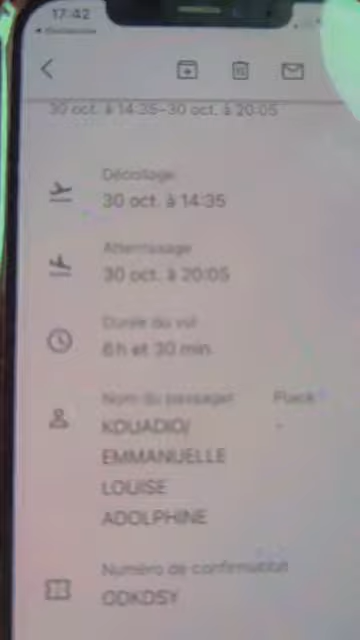 17:42
30 oct. à 14:35–30 oct. à 20:05
Décollage
30 oct. à 14:35
Atterrissage
30 oct. à 20:05
Durée du vol
6 h et 30 min
Nom du passager Place
KOUADIO/ -
EMMANUELLE
LOUISE
ADOLPHINE
Numéro de confirmation